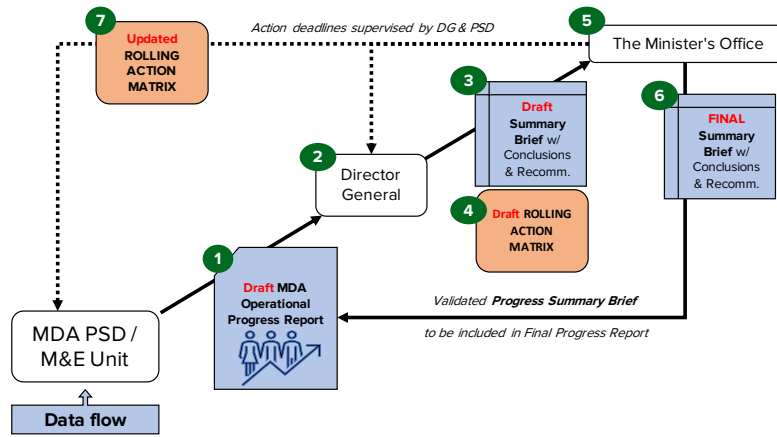 7
Updated
ROLLING
ACTION
MATRIX
Action deadlines supervised by DG & PSD
5
The Minister's Office
3
Draft
Summary
Brief w/
Conclusions
& Recomm.
6
FINAL
Summary
Brief w/
Conclusions
& Recomm.
2
Director
General
4
Draft ROLLING
ACTION
MATRIX
1
Draft MDA
Operational
Progress Report
Validated Progress Summary Brief
to be included in Final Progress Report
MDA PSD /
M&E Unit
Data flow